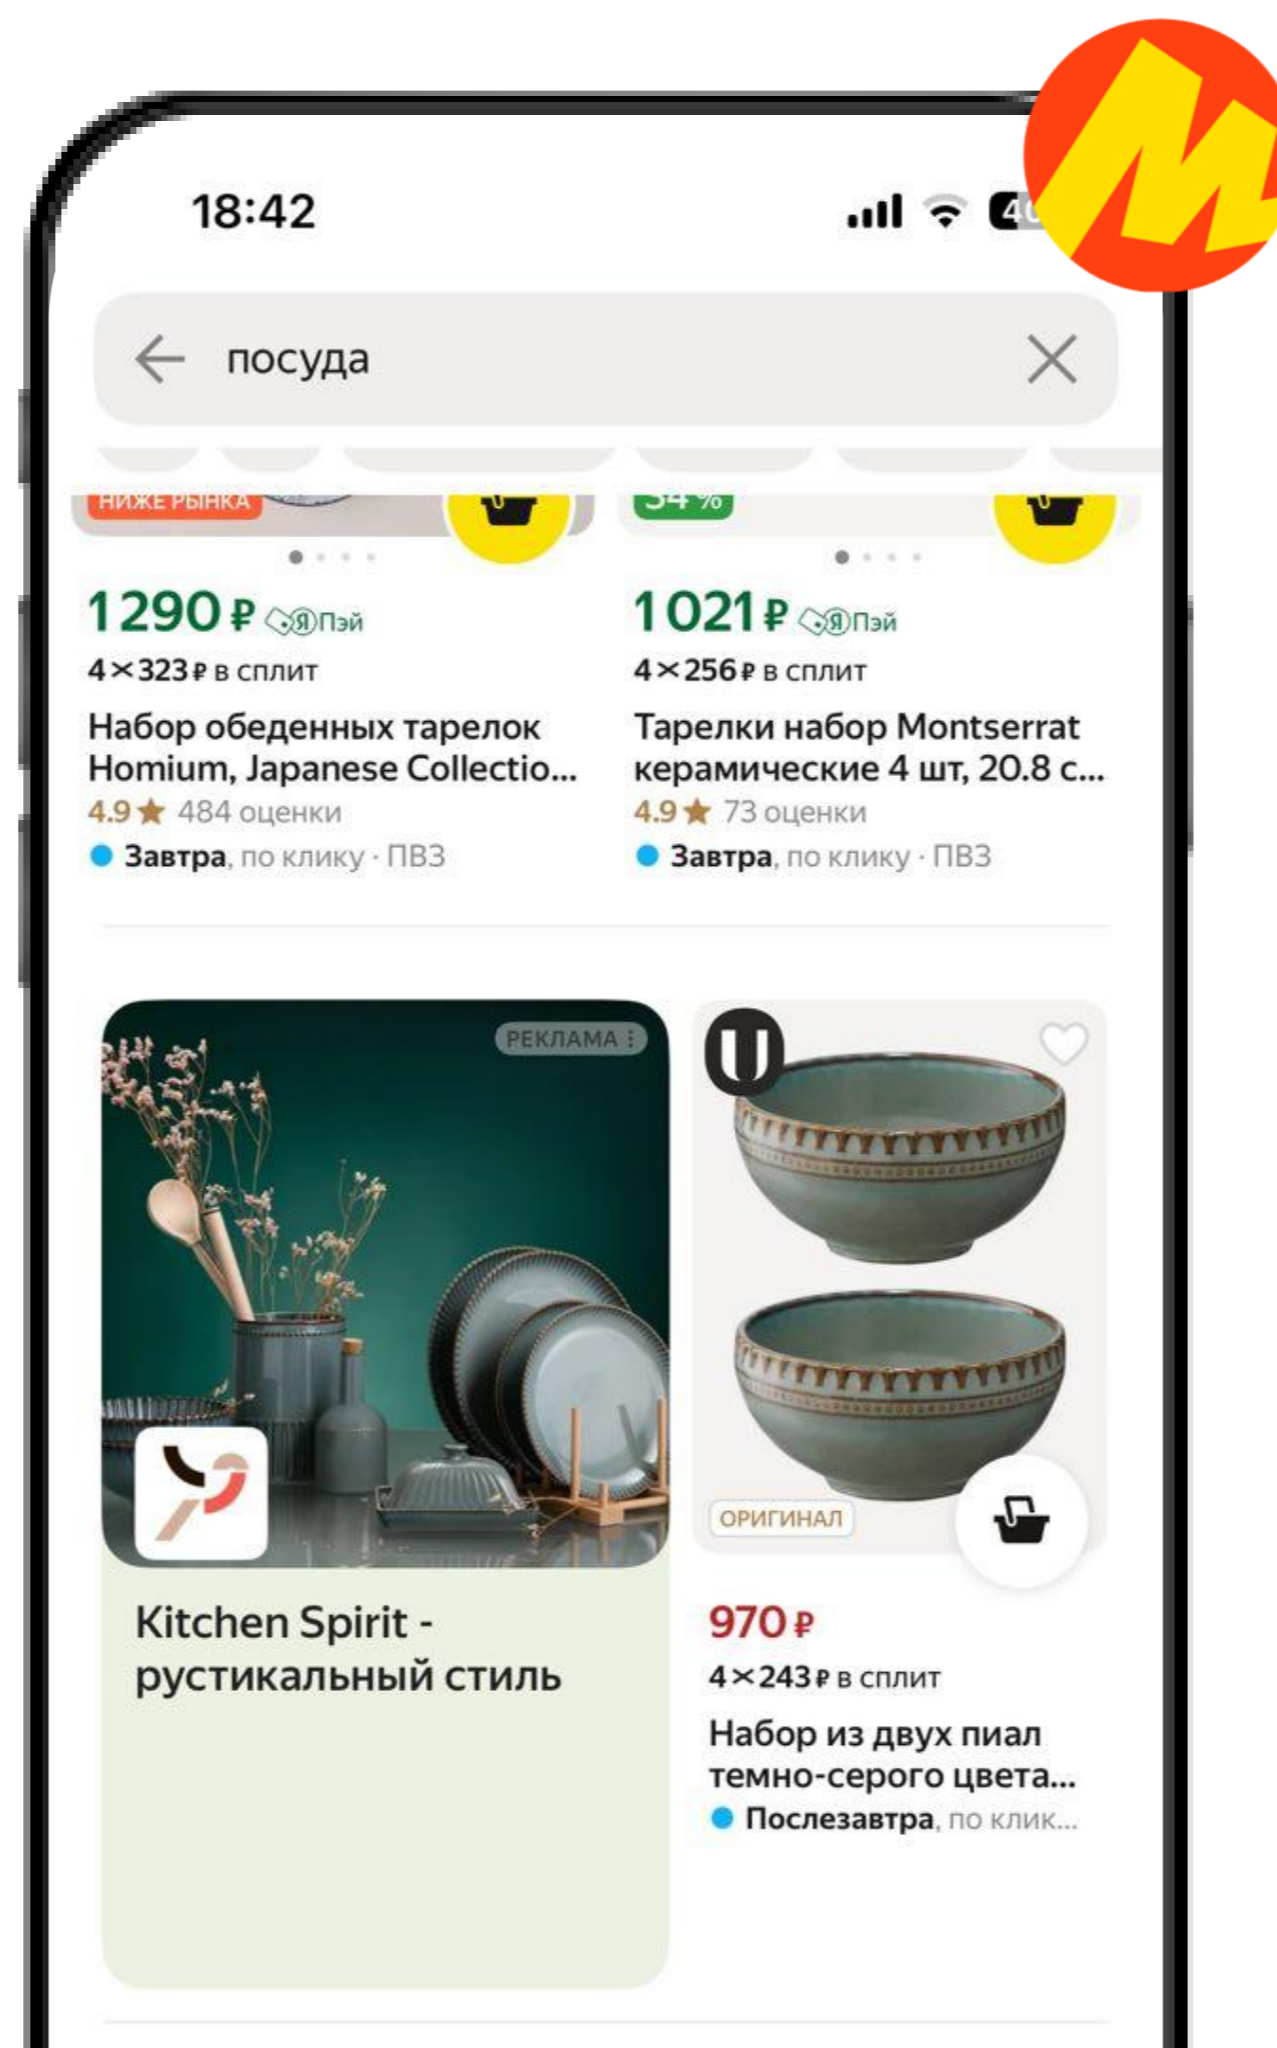 18:42
посуда
НИЖЕ РЫНКА
34 %
1 290 ₽ Я Пэй
1 021 ₽ Я Пэй
4×323 ₽ в сплит
4×256 ₽ в сплит
Набор обеденных тарелок
Homium, Japanese Collectio...
Тарелки набор Montserrat
керамические 4 шт, 20.8 с...
4.9 ★ 484 оценки
4.9 ★ 73 оценки
Завтра, по клику · ПВЗ
Завтра, по клику · ПВЗ
РЕКЛАМА
U
ОРИГИНАЛ
Kitchen Spirit -
рустикальный стиль
970 ₽
4×243 ₽ в сплит
Набор из двух пиал
темно-серого цвета...
Послезавтра, по клик...